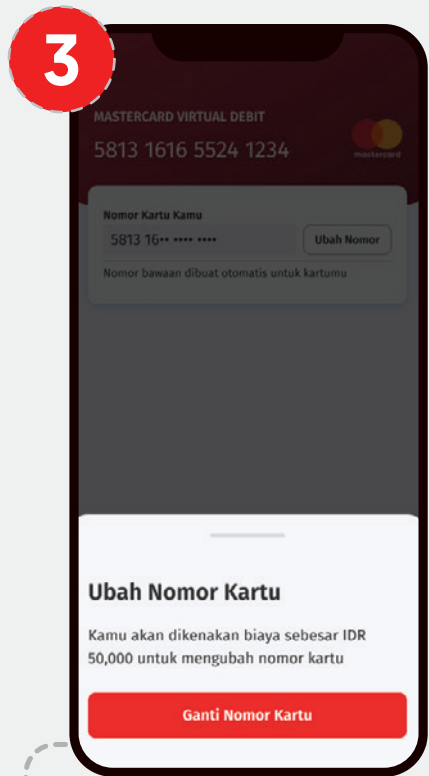 3
MASTERCARD VIRTUAL DEBIT
5813 1616 5524 1234
mastercard
Nomor Kartu Kamu
5813 16•• •••• ••••
Ubah Nomor
Nomor bawaan dibuat otomatis untuk kartumu
Ubah Nomor Kartu
Kamu akan dikenakan biaya sebesar IDR
50,000 untuk mengubah nomor kartu
Ganti Nomor Kartu